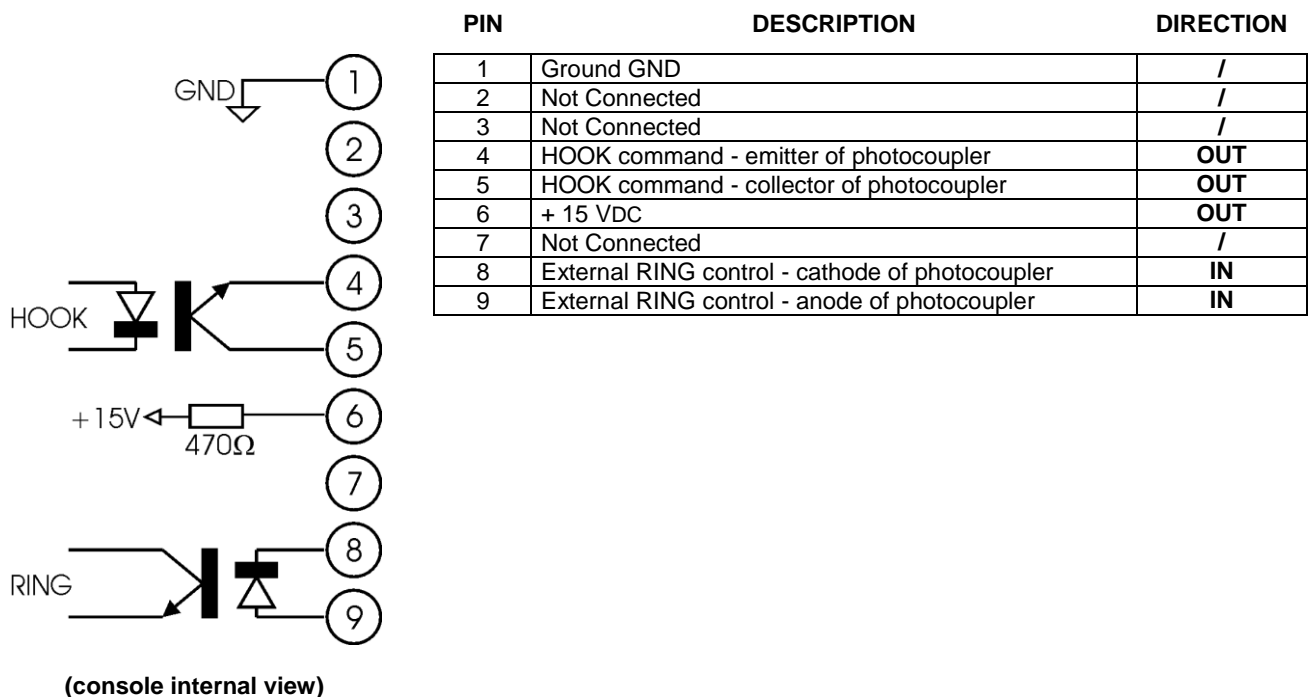 PIN DESCRIPTION DIRECTION
1 Ground GND /
2 Not Connected /
3 Not Connected /
4 HOOK command - emitter of photocoupler OUT
5 HOOK command - collector of photocoupler OUT
6 + 15 VDC OUT
7 Not Connected /
8 External RING control - cathode of photocoupler IN
9 External RING control - anode of photocoupler IN
GND 1
2
3
4
HOOK
5
+15V 6
470Ω
7
8
RING
9
(console internal view)